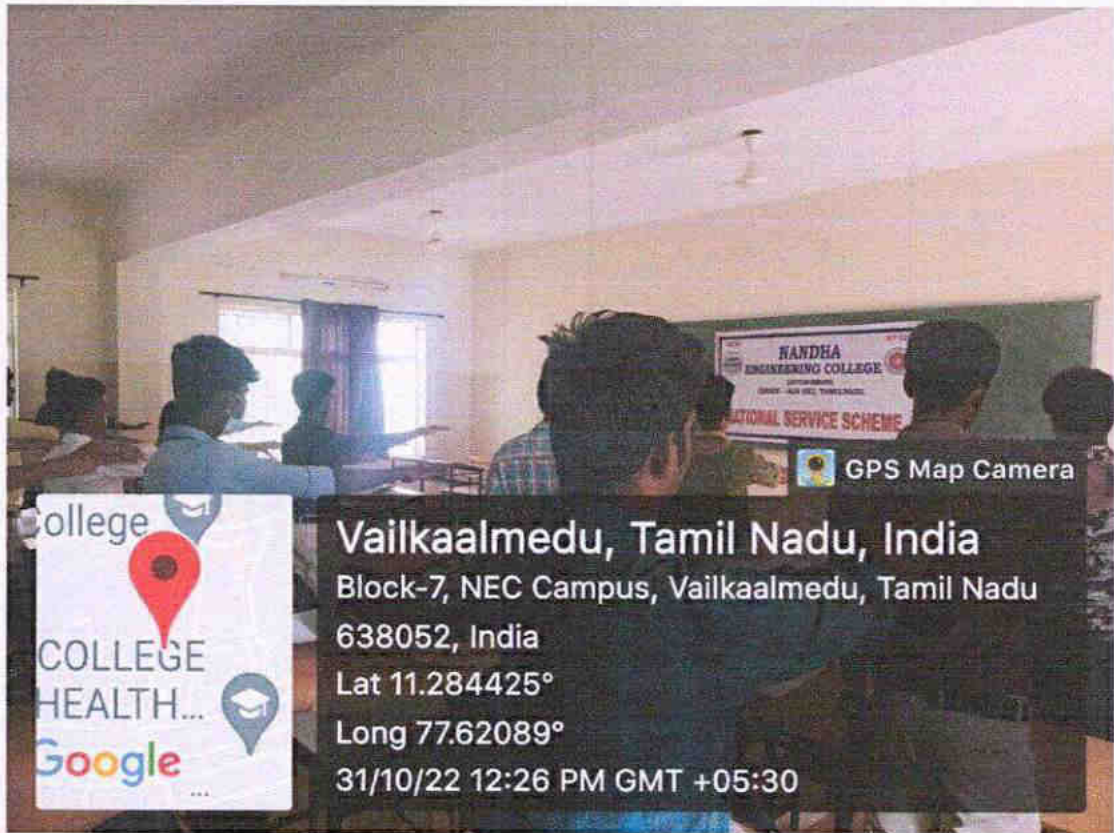 NANDHA
ENGINEERING COLLEGE
NATIONAL SERVICE SCHEME
GPS Map Camera
College
COLLEGE
HEALTH...
Google
...
Vailkaalmedu, Tamil Nadu, India
Block-7, NEC Campus, Vailkaalmedu, Tamil Nadu
638052, India
Lat 11.284425°
Long 77.62089°
31/10/22 12:26 PM GMT +05:30